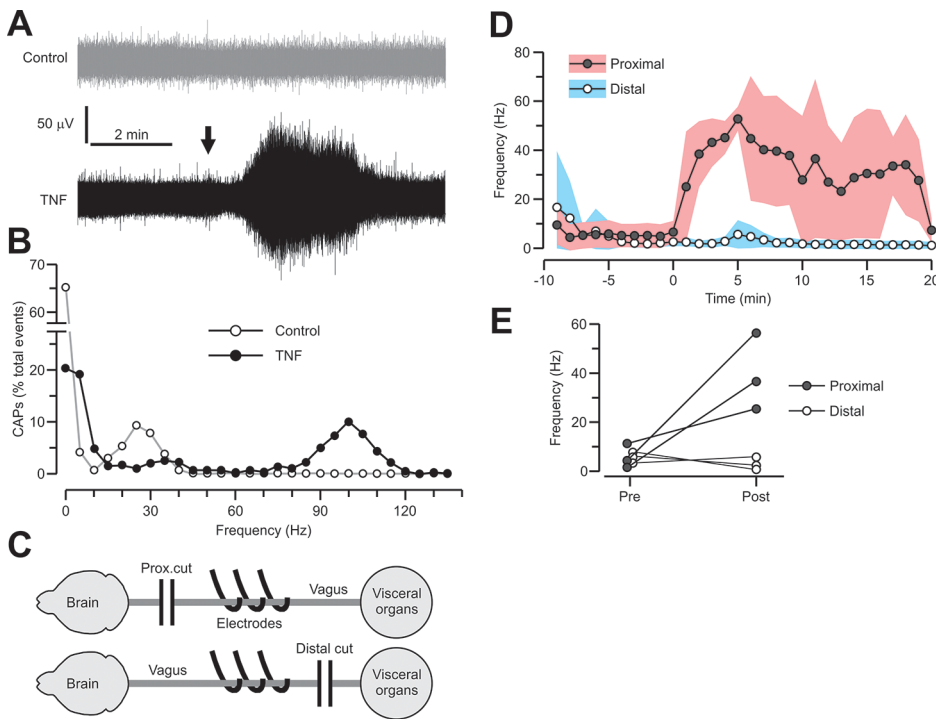 A
Control
50 µV
2 min
TNF
B
70
60
20
10
0
CAPs (% total events)
Control
TNF
0
30
60
90
120
Frequency (Hz)
C
Brain
Prox.cut
Electrodes
Vagus
Visceral
organs
Brain
Vagus
Distal cut
Visceral
organs
D
80
60
40
20
0
Frequency (Hz)
Proximal
Distal
-10
-5
0
5
10
15
20
Time (min)
E
60
40
20
0
Frequency (Hz)
Proximal
Distal
Pre
Post